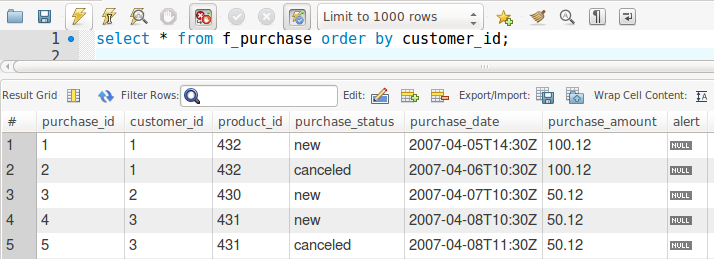 Limit to 1000 rows
1 select * from f_purchase order by customer_id;
2
Result Grid Filter Rows: Edit: Export/Import: Wrap Cell Content: IA
# purchase_id customer_id product_id purchase_status purchase_date purchase_amount alert
1 1 1 432 new 2007-04-05T14:30Z 100.12 NULL
2 2 1 432 canceled 2007-04-06T10:30Z 100.12 NULL
3 3 2 430 new 2007-04-07T10:30Z 50.12 NULL
4 4 3 431 new 2007-04-08T10:30Z 50.12 NULL
5 5 3 431 canceled 2007-04-08T11:30Z 50.12 NULL